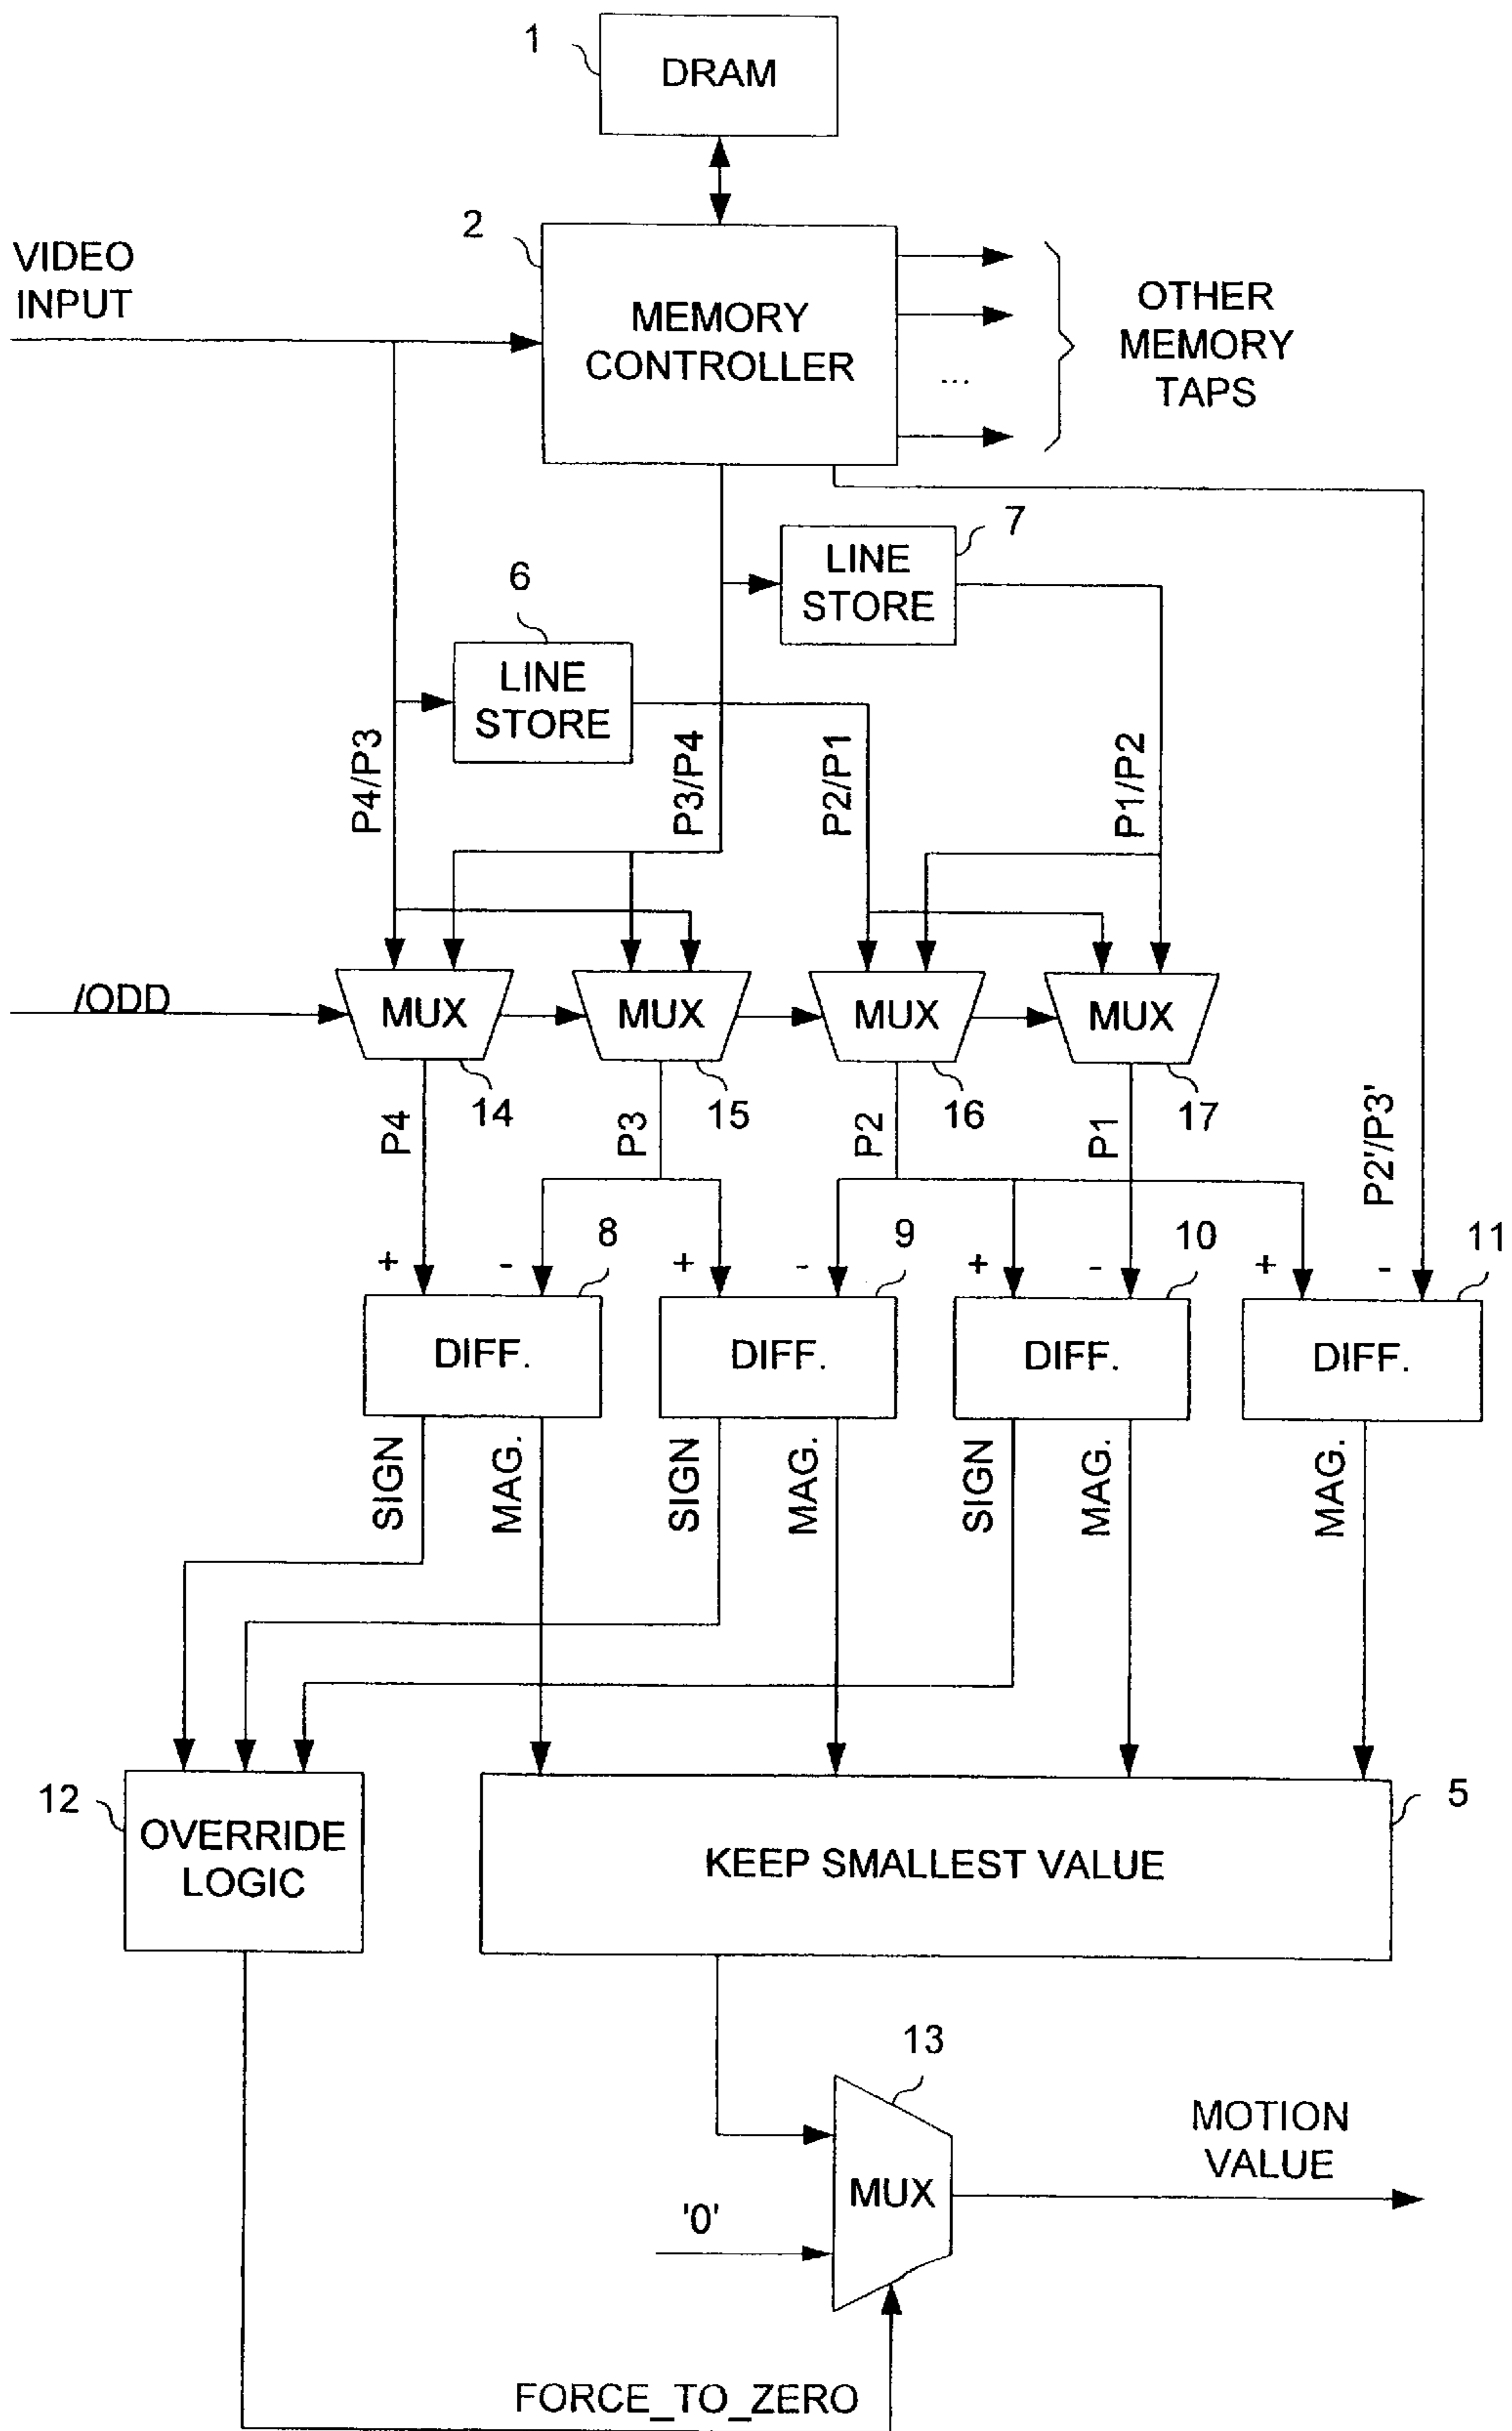 1
DRAM
2
VIDEO
INPUT
MEMORY
CONTROLLER
...
OTHER
MEMORY
TAPS
7
LINE
STORE
6
LINE
STORE
P4/P3
P3/P4
P2/P1
P1/P2
/ODD
MUX
MUX
MUX
MUX
14
15
16
17
P4
P3
P2
P1
P2'/P3'
8
9
10
11
+ - + - + - + -
DIFF.
DIFF.
DIFF.
DIFF.
SIGN
MAG.
SIGN
MAG.
SIGN
MAG.
MAG.
12
OVERRIDE
LOGIC
5
KEEP SMALLEST VALUE
13
MUX
'0'
MOTION
VALUE
FORCE_TO_ZERO